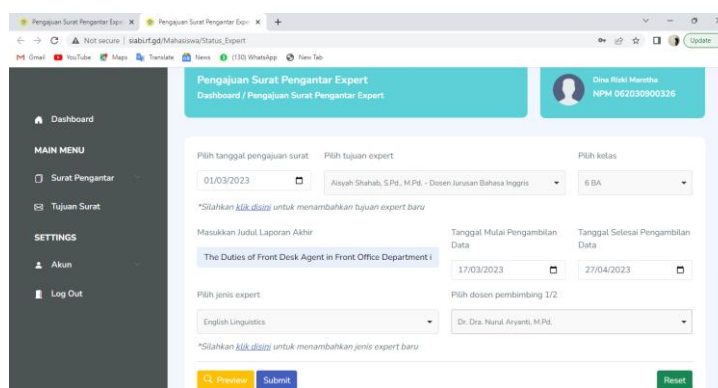 Pengajuan Surat Pengantar Exper
Pengajuan Surat Pengantar Exper
Not secure | siabi.rf.gd/Mahasiswa/Status_Expert
Update
Gmail
YouTube
Maps
Translate
News
(130) WhatsApp
New Tab
Pengajuan Surat Pengantar Expert
Dashboard / Pengajuan Surat Pengantar Expert
Dina Rizki Maretha
NPM 062030900326
Dashboard
MAIN MENU
Surat Pengantar
Tujuan Surat
SETTINGS
Akun
Log Out
Pilih tanggal pengajuan surat
Pilih tujuan expert
Pilih kelas
01/03/2023
Aisyah Shahab, S.Pd., M.Pd. - Dosen Jurusan Bahasa Inggris
6 BA
*Silahkan klik disini untuk menambahkan tujuan expert baru
Masukkan Judul Laporan Akhir
Tanggal Mulai Pengambilan
Data
Tanggal Selesai Pengambilan
Data
The Duties of Front Desk Agent in Front Office Department i
17/03/2023
27/04/2023
Pilih jenis expert
Pilih dosen pembimbing 1/2
English Linguistics
Dr. Dra. Nurul Aryanti, M.Pd.
*Silahkan klik disini untuk menambahkan jenis expert baru
Preview
Submit
Reset